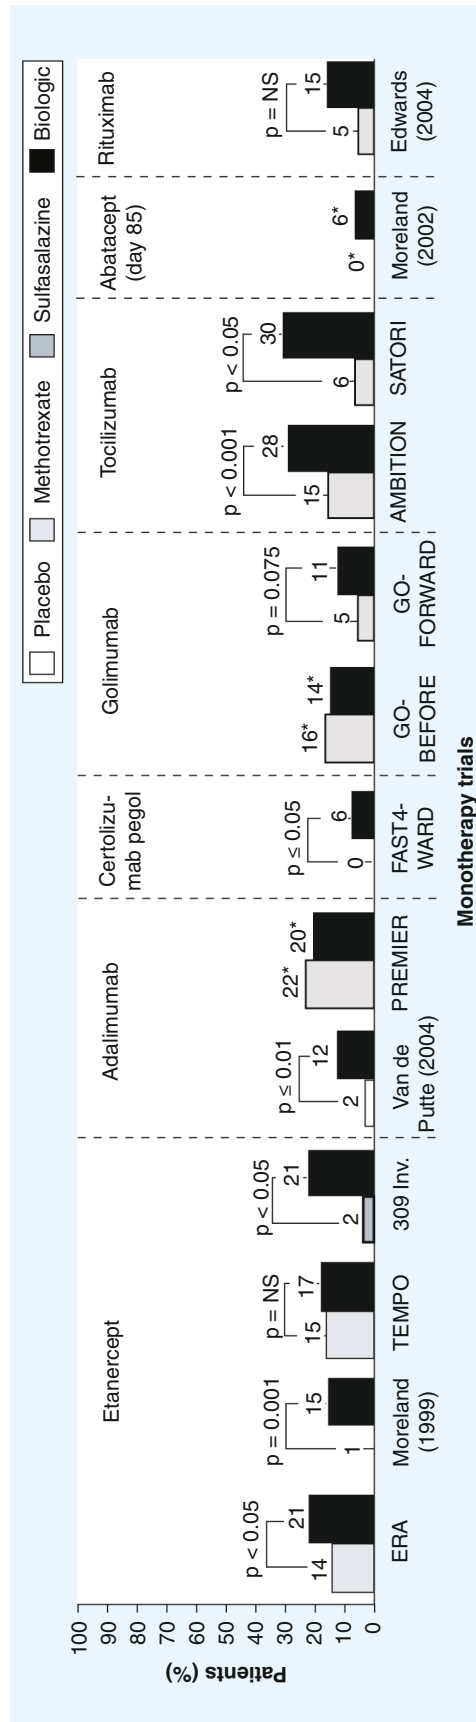 Placebo
Methotrexate
Sulfasalazine
Biologic
Etanercept
Adalimumab
Certolizu-
mab pegol
Golimumab
Tocilizumab
Abatacept
(day 85)
Rituximab
Patients (%)
100
90
80
70
60
50
40
30
20
10
0
p < 0.05
14
21
ERA
p = 0.001
1
15
Moreland
(1999)
p = NS
15
17
TEMPO
p < 0.05
2
21
309 Inv.
p ≤ 0.01
2
12
Van de
Putte (2004)
22*
20*
PREMIER
p ≤ 0.05
0
6
FAST4-
WARD
16*
14*
GO-
BEFORE
p = 0.075
5
11
GO-
FORWARD
p < 0.001
15
28
AMBITION
p < 0.05
6
30
SATORI
0*
6*
Moreland
(2002)
p = NS
5
15
Edwards
(2004)
Monotherapy trials